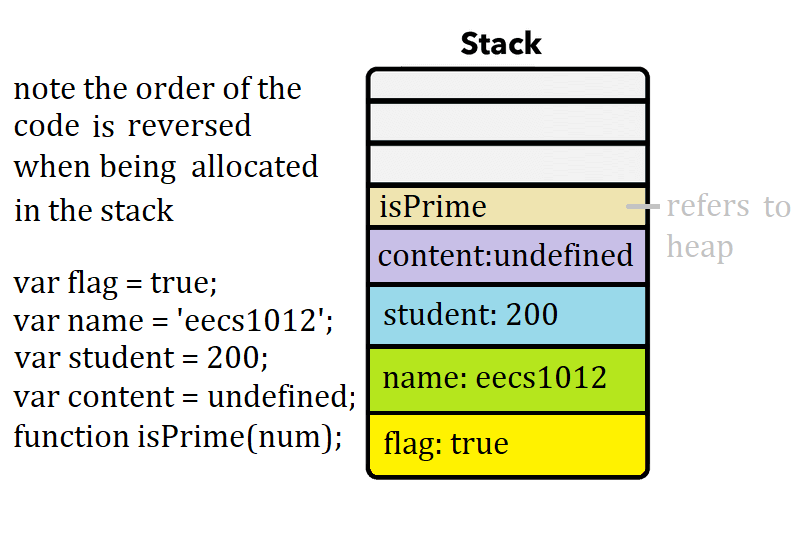 Stack
note the order of the
code is reversed
when being allocated
in the stack
var flag = true;
var name = 'eecs1012';
var student = 200;
var content = undefined;
function isPrime(num);
isPrime
content:undefined
student: 200
name: eecs1012
flag: true
refers to
heap